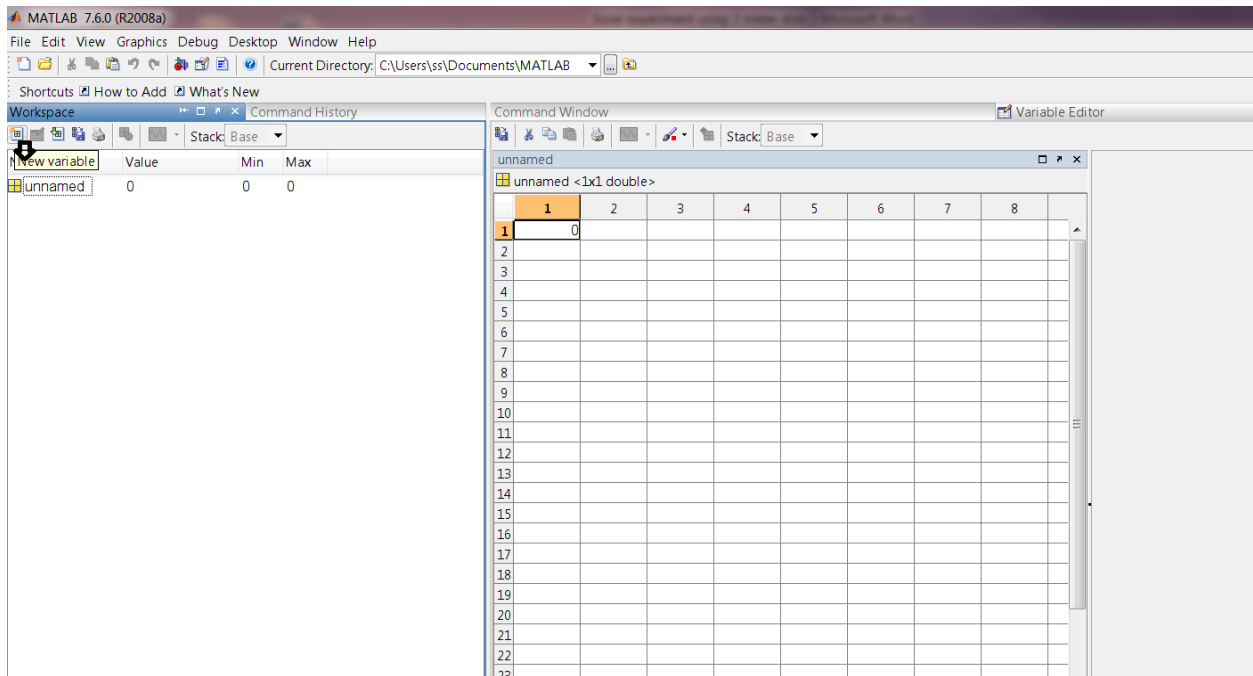 MATLAB 7.6.0 (R2008a)
File Edit View Graphics Debug Desktop Window Help
Current Directory: C:\Users\ss\Documents\MATLAB ...
Shortcuts How to Add What's New
Workspace Command History
Stack: Base
New variable Value Min Max
unnamed 0 0 0
Command Window Variable Editor
Stack: Base
unnamed
unnamed <1x1 double>
1 2 3 4 5 6 7 8
1 0
2
3
4
5
6
7
8
9
10
11
12
13
14
15
16
17
18
19
20
21
22
23